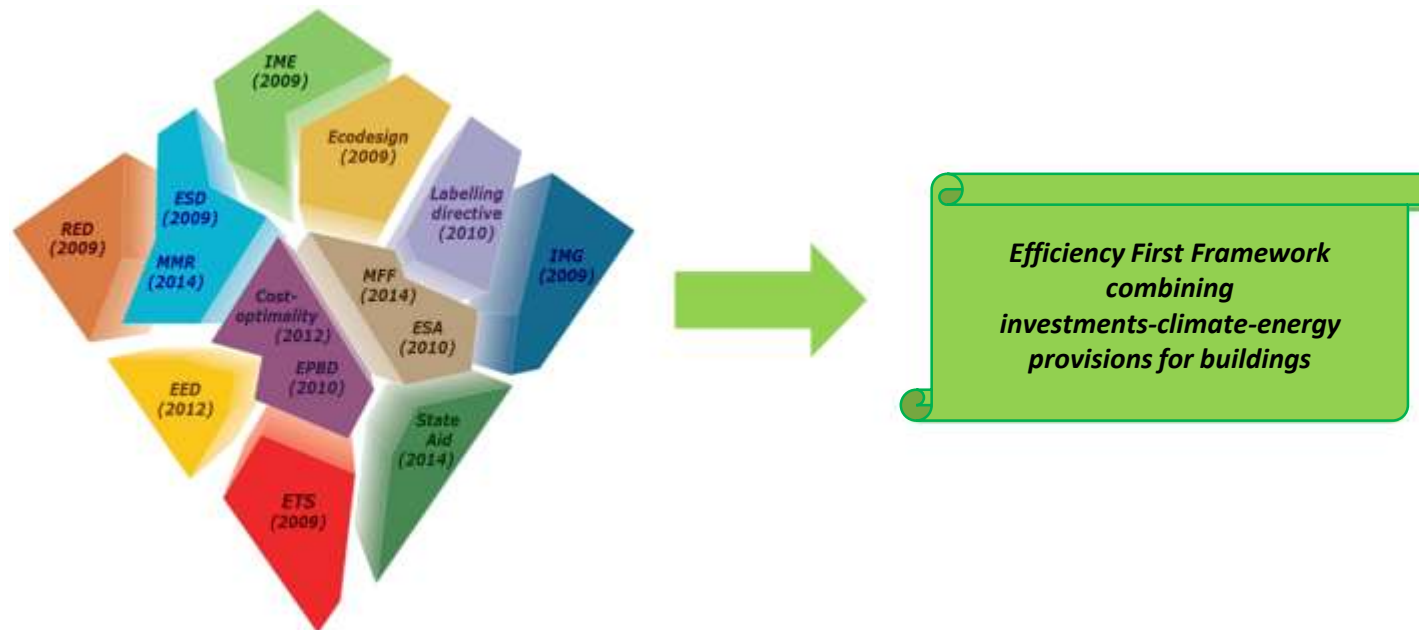 IME
(2009)
Ecodesign
(2009)
Labelling
directive
(2010)
ESD
(2009)
MMR
(2014)
RED
(2009)
IMG
(2009)
MFF
(2014)
ESA
(2010)
Cost-
optimality
(2012)
EPBD
(2010)
EED
(2012)
State
Aid
(2014)
ETS
(2009)
Efficiency First Framework
combining
investments-climate-energy
provisions for buildings